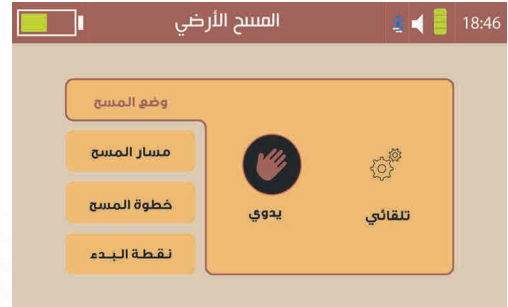 المسح الأرضي
18:46
وضع المسح
مسار المسح
خطوة المسح
نقطة البدء
يدوي
تلقائي